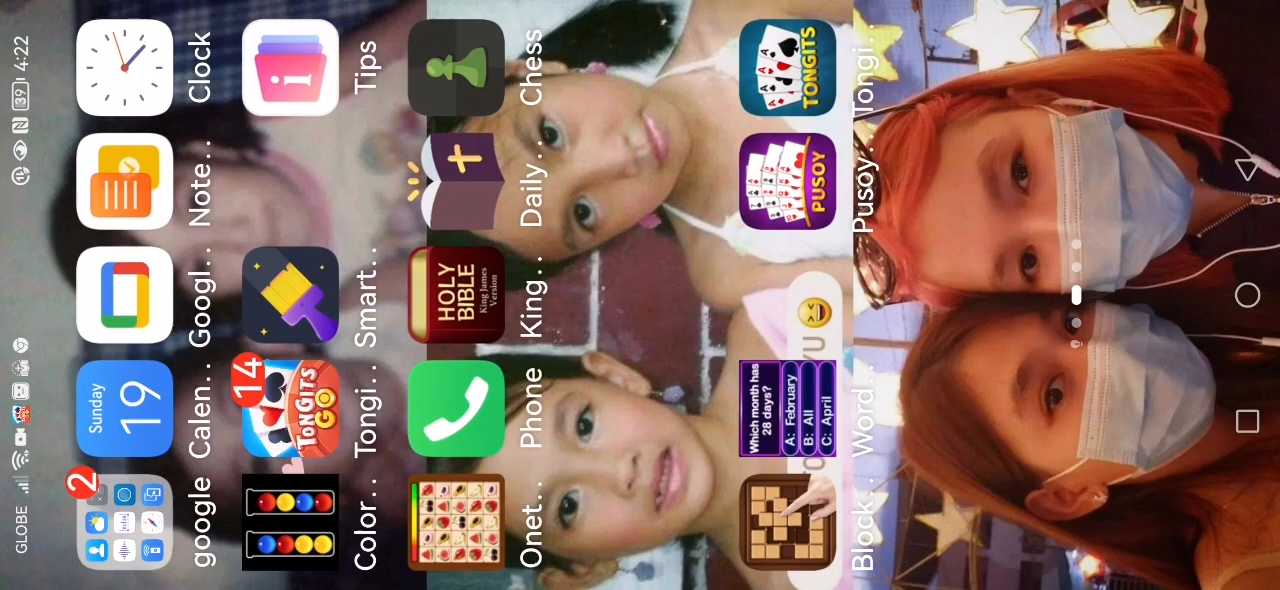 GLOBE
39
4:22
2
Sunday
19
google
Calen...
Googl...
Note...
Clock
14
TONGITS
GO
i
Color...
Tongi...
Smart...
Tips
HOLY
BIBLE
King James
Version
Onet...
Phone
King...
Daily...
Chess
Which month has
28 days?
A: February
B: All
C: April
PUSOY
TONGITS
Block...
Word...
Pusoy...
Tongi...